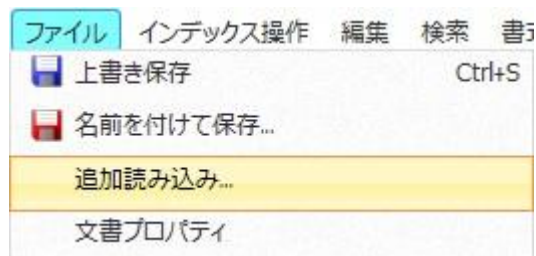 ファイル インデックス操作 編集 検索 書式
上書き保存 Ctrl+S
名前を付けて保存...
追加読み込み...
文書プロパティ